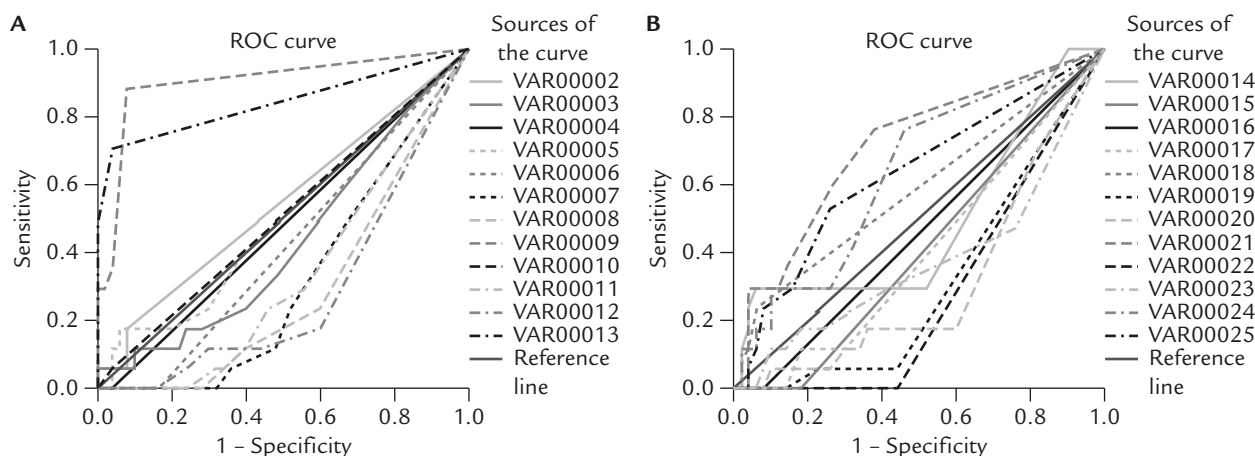 A
ROC curve
Sources of
the curve
1.0
0.8
0.6
0.4
0.2
0.0
Sensitivity
0.0 0.2 0.4 0.6 0.8 1.0
1 – Specificity
VAR00002
VAR00003
VAR00004
VAR00005
VAR00006
VAR00007
VAR00008
VAR00009
VAR00010
VAR00011
VAR00012
VAR00013
Reference
line
B
ROC curve
Sources of
the curve
1.0
0.8
0.6
0.4
0.2
0.0
Sensitivity
0.0 0.2 0.4 0.6 0.8 1.0
1 – Specificity
VAR00014
VAR00015
VAR00016
VAR00017
VAR00018
VAR00019
VAR00020
VAR00021
VAR00022
VAR00023
VAR00024
VAR00025
Reference
line